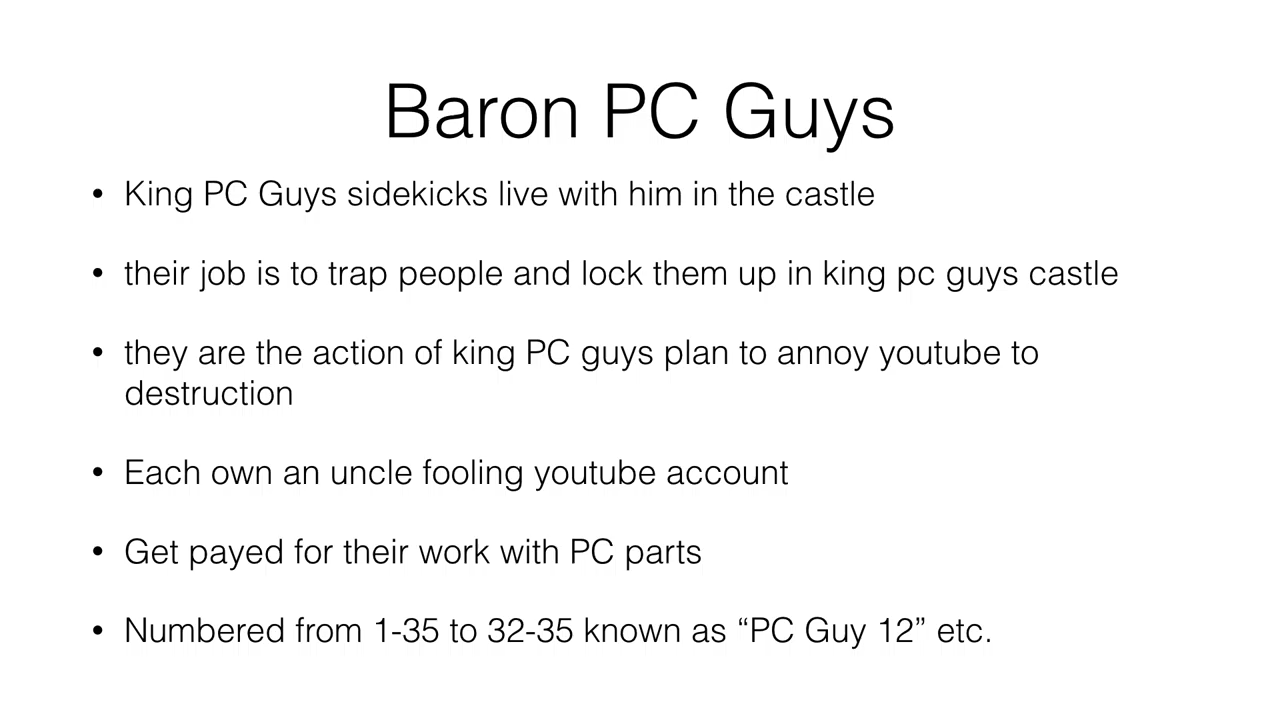 Baron PC Guys
• King PC Guys sidekicks live with him in the castle
• their job is to trap people and lock them up in king pc guys castle
• they are the action of king PC guys plan to annoy youtube to
destruction
• Each own an uncle fooling youtube account
• Get payed for their work with PC parts
• Numbered from 1-35 to 32-35 known as “PC Guy 12” etc.